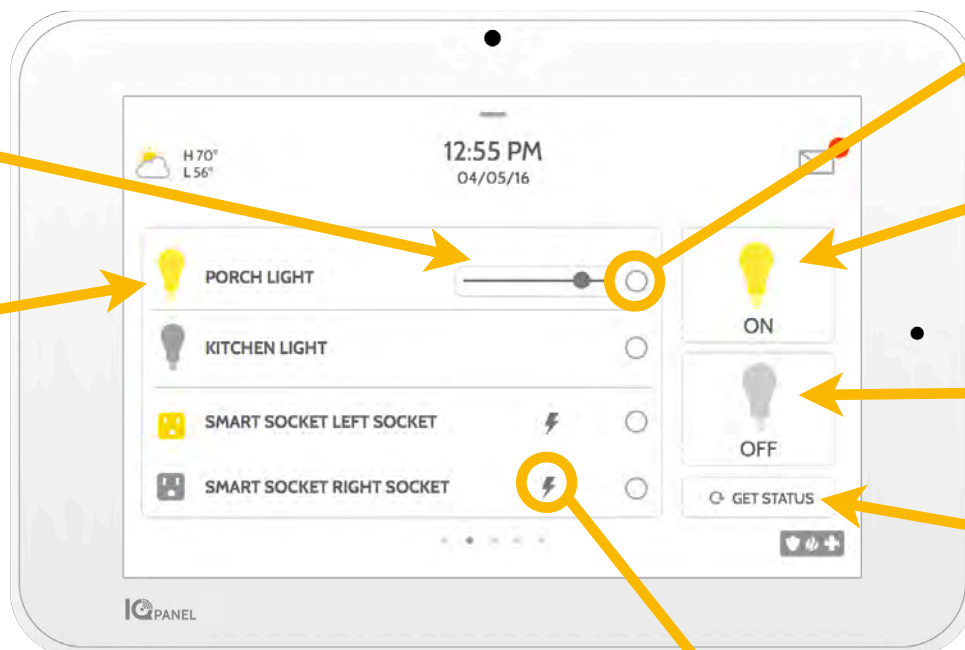 H 70°
L 56°
12:55 PM
04/05/16
PORCH LIGHT
KITCHEN LIGHT
SMART SOCKET LEFT SOCKET
SMART SOCKET RIGHT SOCKET
ON
OFF
GET STATUS
IQ PANEL